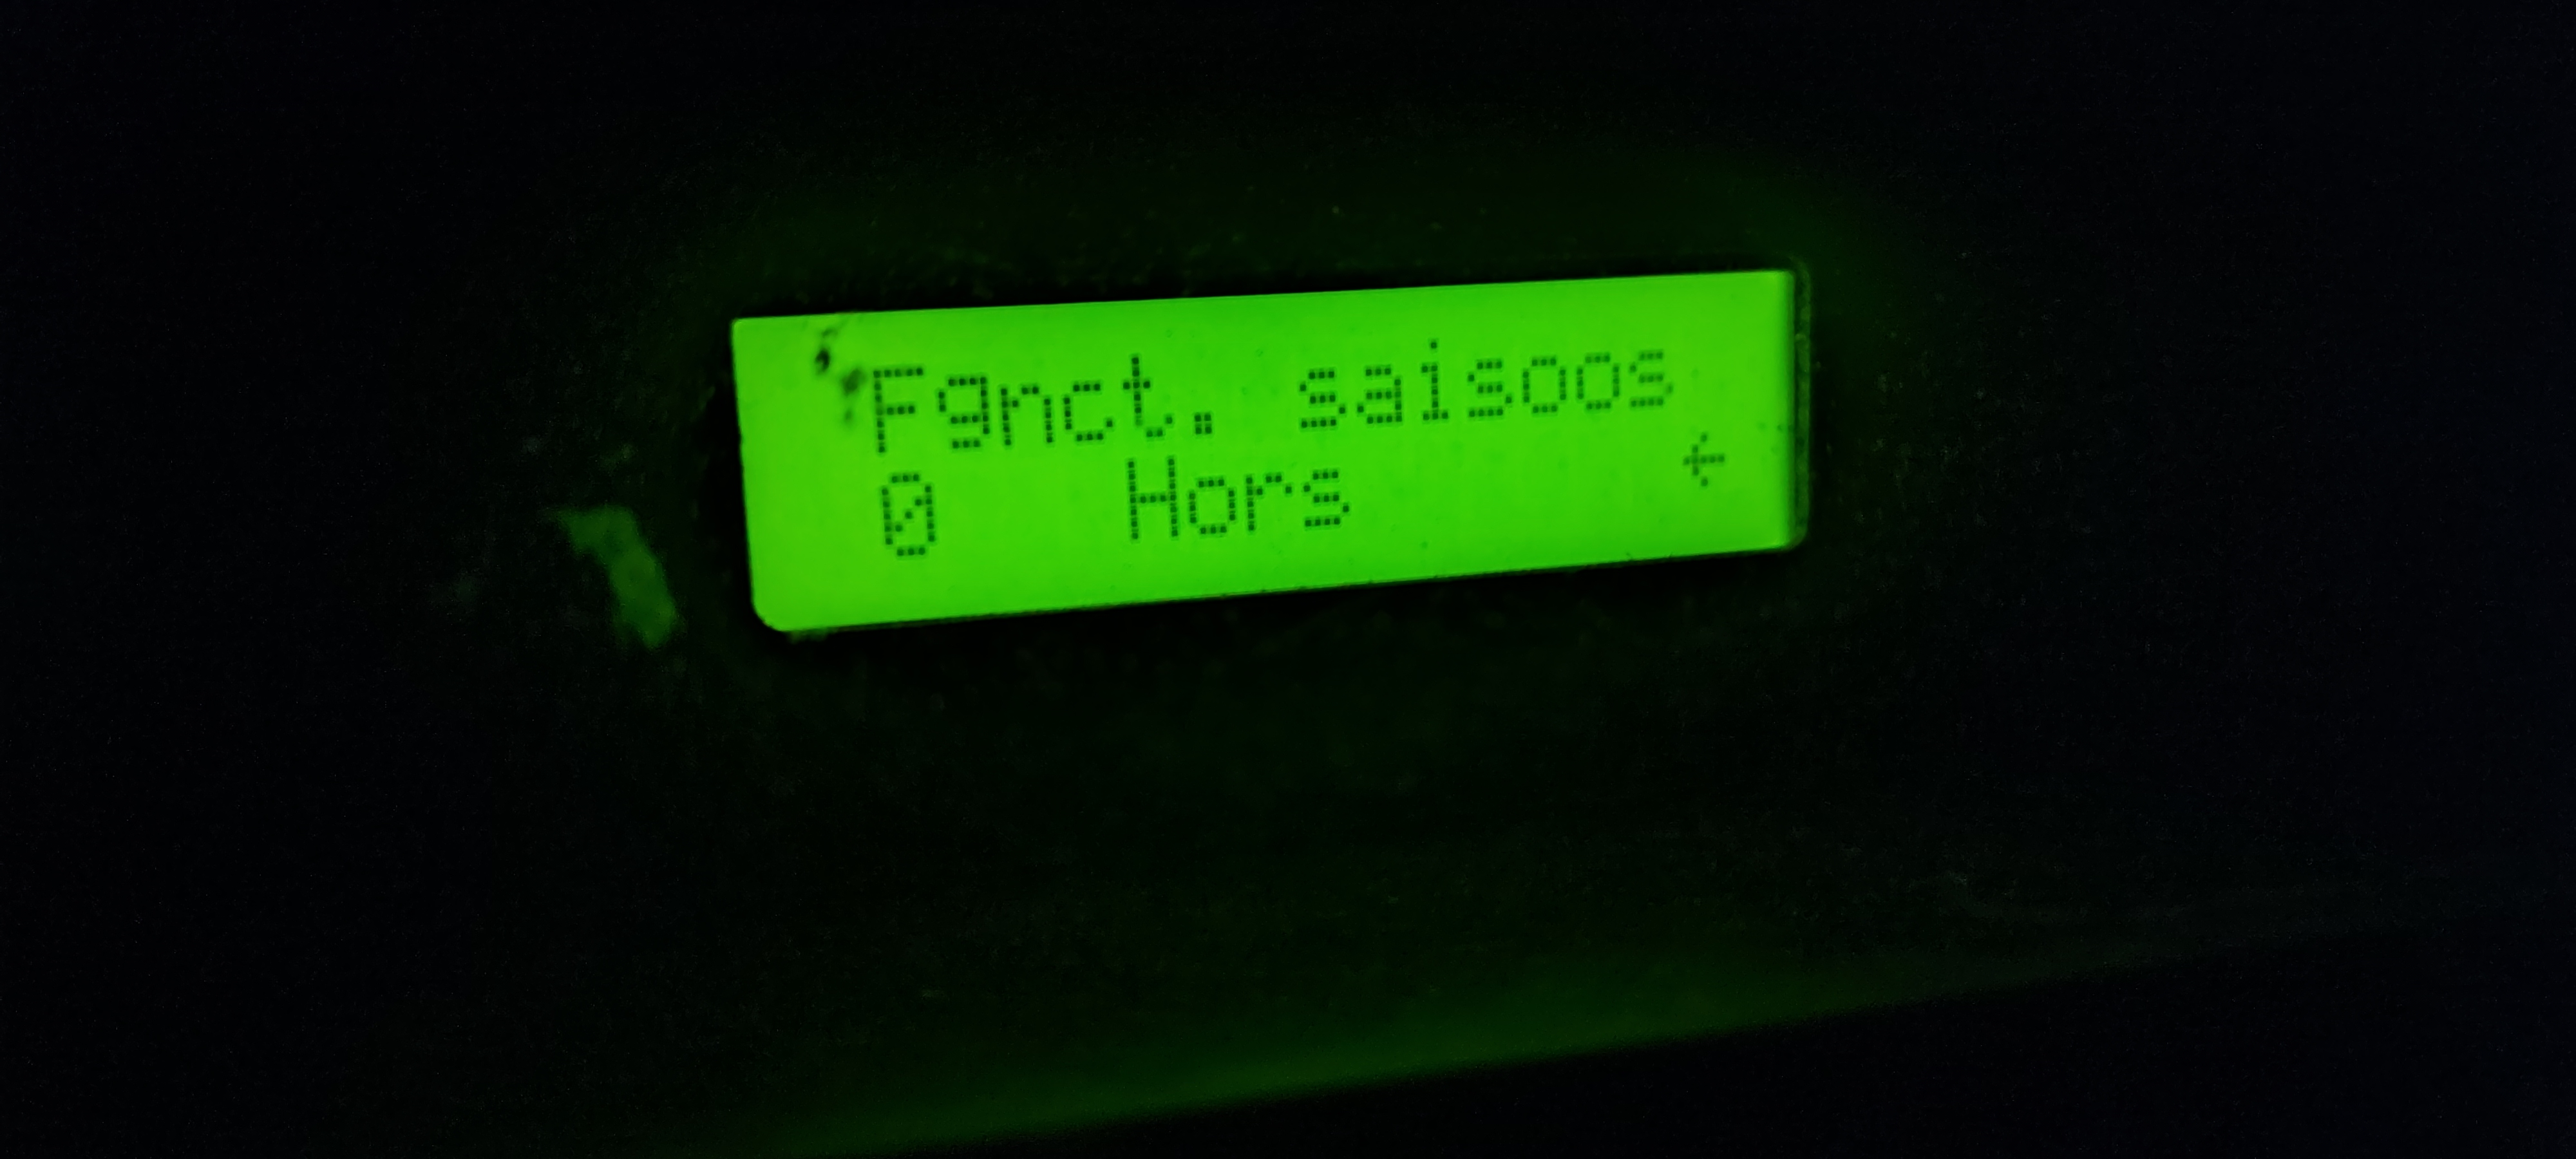 Fgnct. saisoos
0 Hors ←